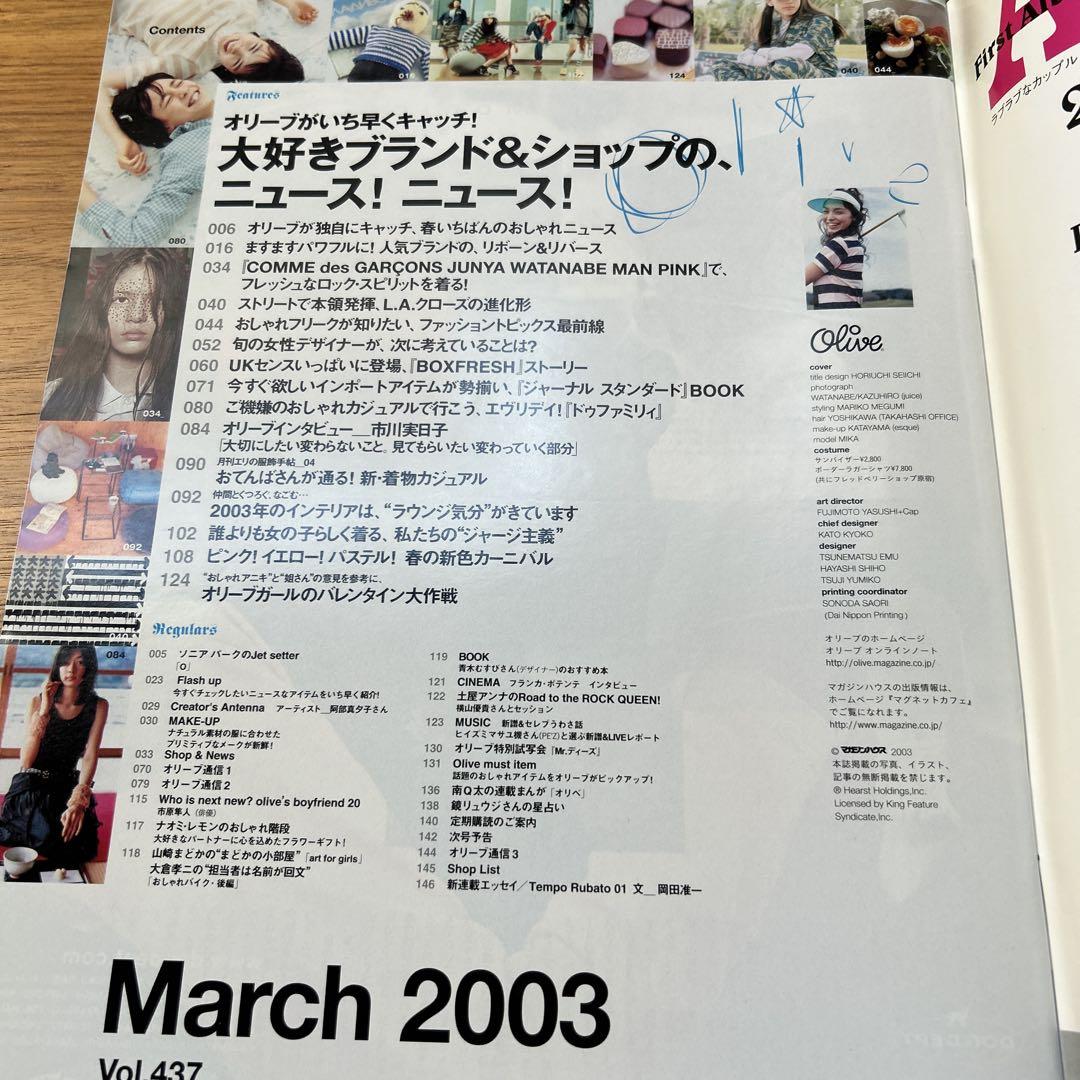 Contents
016
124
040
044
Features
オリーブがいち早くキャッチ!
大好きブランド&ショップの、
ニュース! ニュース!
Olive
006 オリーブが独自にキャッチ、春いちばんのおしゃれニュース
016 ますますパワフルに! 人気ブランドの、リボーン&リバース
034 『COMME des GARÇONS JUNYA WATANABE MAN PINK』で、
フレッシュなロック・スピリットを着る!
040 ストリートで本領発揮、L.A.クローズの進化形
044 おしゃれフリークが知りたい、ファッショントピックス最前線
052 旬の女性デザイナーが、次に考えていることは?
060 UKセンスいっぱいに登場、『BOXFRESH』ストーリー
071 今すぐ欲しいインポートアイテムが勢揃い、『ジャーナル スタンダード』BOOK
080 ご機嫌のおしゃれカジュアルで行こう、エヴリデイ!『ドゥファミリィ』
084 オリーブインタビュー__市川実日子
「大切にしたい変わらないこと。見てもらいたい変わっていく部分」
090 月刊エリの服飾手帖__04
おてんばさんが通る! 新・着物カジュアル
092 仲間とくつろぐ、なごむ…
2003年のインテリアは、“ラウンジ気分”がきています
102 誰よりも女の子らしく着る、私たちの“ジャージ主義”
108 ピンク! イエロー! パステル! 春の新色カーニバル
124 “おしゃれアニキ”と“姐さん”の意見を参考に、
オリーブガールのバレンタイン大作戦
080
034
092
040
084
Regulars
005 ソニア パークのJet setter
「O」
023 Flash up
今すぐチェックしたいニュースなアイテムをいち早く紹介!
029 Creator's Antenna アーティスト__阿部真夕子さん
030 MAKE-UP
ナチュラル素材の服に合わせた
プリミティブなメークが新鮮!
033 Shop & News
070 オリーブ通信1
079 オリーブ通信2
115 Who is next new? olive's boyfriend 20
市原隼人(俳優)
117 ナオミ・レモンのおしゃれ階段
大好きなパートナーに心を込めたフラワーギフト!
118 山崎まどかの“まどかの小部屋”「art for girls」
大倉孝二の“担当者は名前が回文”
「おしゃれバイク・後編」
119 BOOK
青木むすびさん(デザイナー)のおすすめ本
121 CINEMA フランカ・ポテンテ インタビュー
122 土屋アンナのRoad to the ROCK QUEEN!
横山優貴さんとセッション
123 MUSIC 新譜&セレブうわさ話
ヒイズミマサユ機さん(PE'Z)と選ぶ新譜&LIVEレポート
130 オリーブ特別試写会『Mr.ディーズ』
131 Olive must item
話題のおしゃれアイテムをオリーブがピックアップ!
136 南Q太の連載まんが「オリベ」
138 鏡リュウジさんの星占い
140 定期購読のご案内
142 次号予告
144 オリーブ通信3
145 Shop List
146 新連載エッセイ/Tempo Rubato 01 文__岡田准一
Olive
cover
title design HORIUCHI SEIICHI
photograph
WATANABE/KAZUHIRO (juice)
styling MARIKO MEGUMI
hair YOSHIKAWA (TAKAHASHI OFFICE)
make-up KATAYAMA (esque)
model MIKA
costume
サンバイザー¥2,800
ボーダーラガーシャツ¥7,800
(共にフレッドペリーショップ原宿)
art director
FUJIMOTO YASUSHI+Cap
chief designer
KATO KYOKO
designer
TSUNEMATSU EMU
HAYASHI SHIHO
TSUJI YUMIKO
printing coordinator
SONODA SAORI
(Dai Nippon Printing)
オリーブのホームページ
オリーブ オンラインノート
http://olive.magazine.co.jp/
マガジンハウスの出版情報は、
ホームページ『マグネットカフェ』
でご覧になれます。
http://www.magazine.co.jp/
© マガジンハウス 2003
本誌掲載の写真、イラスト、
記事の無断掲載を禁じます。
® Hearst Holdings,Inc.
Licensed by King Feature
Syndicate,Inc.
March 2003
Vol.437
First
ラブラブなカップル